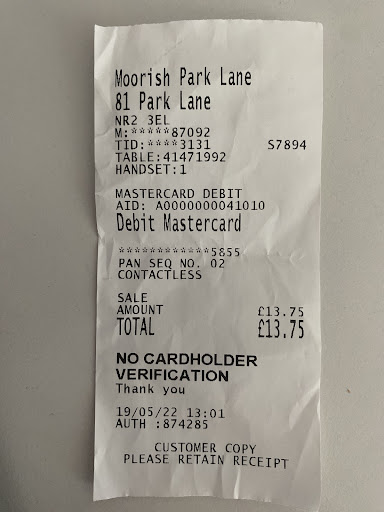 Moorish Park Lane
81 Park Lane
NR2 3EL
M:*****87092
TID:****3131 S7894
TABLE:41471992
HANDSET:1
MASTERCARD DEBIT
AID: A0000000041010
Debit Mastercard
************5855
PAN SEQ NO. 02
CONTACTLESS
SALE
AMOUNT £13.75
TOTAL £13.75
NO CARDHOLDER
VERIFICATION
Thank you
19/05/22 13:01
AUTH :874285
CUSTOMER COPY
PLEASE RETAIN RECEIPT